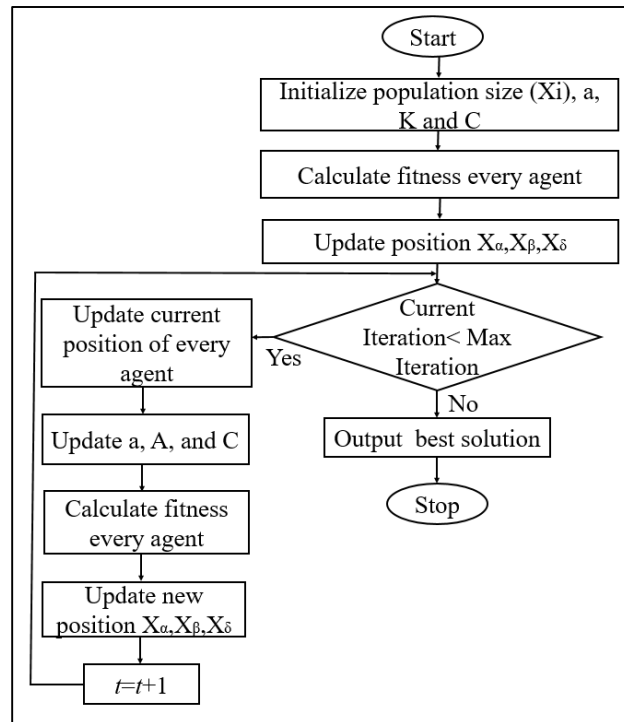 Start
Initialize population size (Xi), a,
K and C
Calculate fitness every agent
Update position Xα,Xβ,Xδ
Current
Iteration< Max
Iteration
Yes
No
Update current
position of every
agent
Update a, A, and C
Calculate fitness
every agent
Update new
position Xα,Xβ,Xδ
t=t+1
Output best solution
Stop